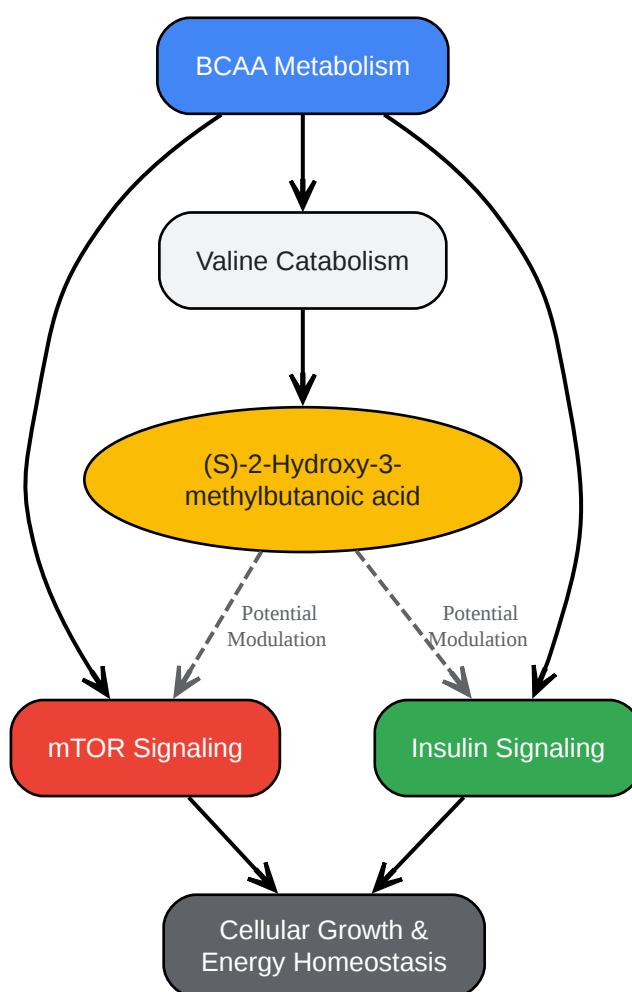 BCAA Metabolism
Valine Catabolism
(S)-2-Hydroxy-3-
methylbutanoic acid
Potential
Modulation
Potential
Modulation
mTOR Signaling
Insulin Signaling
Cellular Growth &
Energy Homeostasis